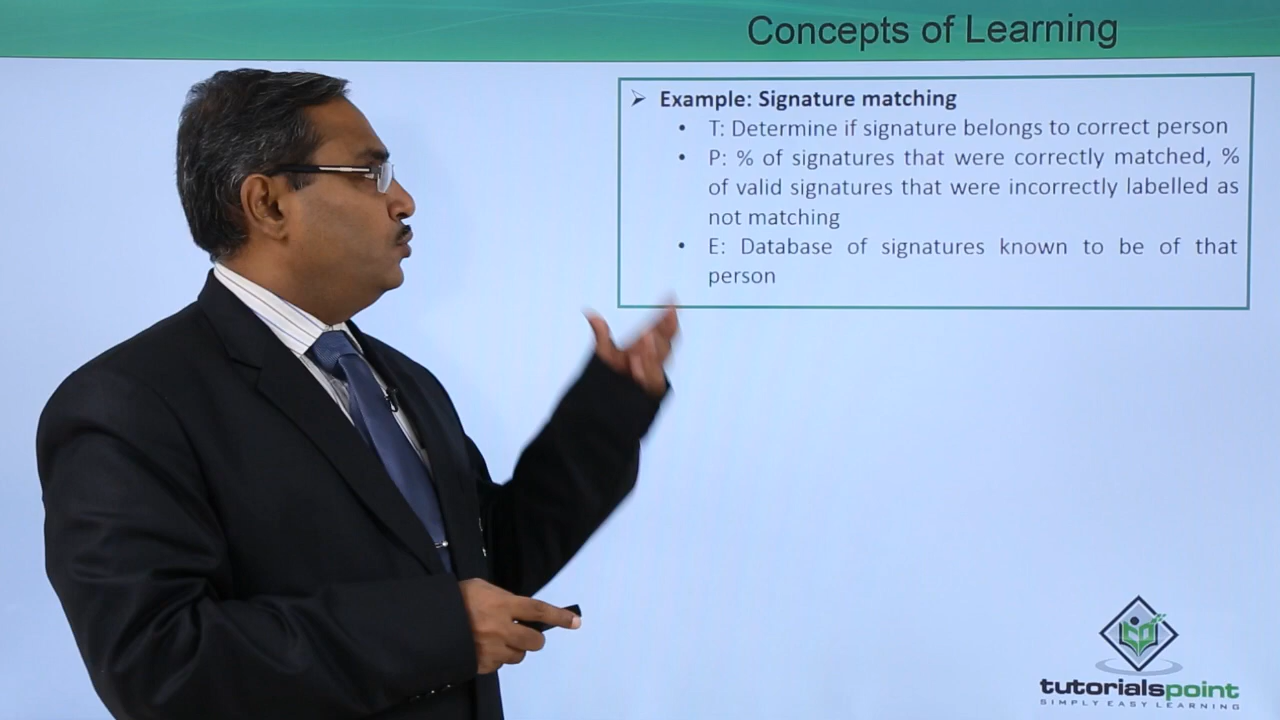 Concepts of Learning
➢ Example: Signature matching
• T: Determine if signature belongs to correct person
• P: % of signatures that were correctly matched, %
of valid signatures that were incorrectly labelled as
not matching
• E: Database of signatures known to be of that
person
tutorialspoint
SIMPLY EASY LEARNING